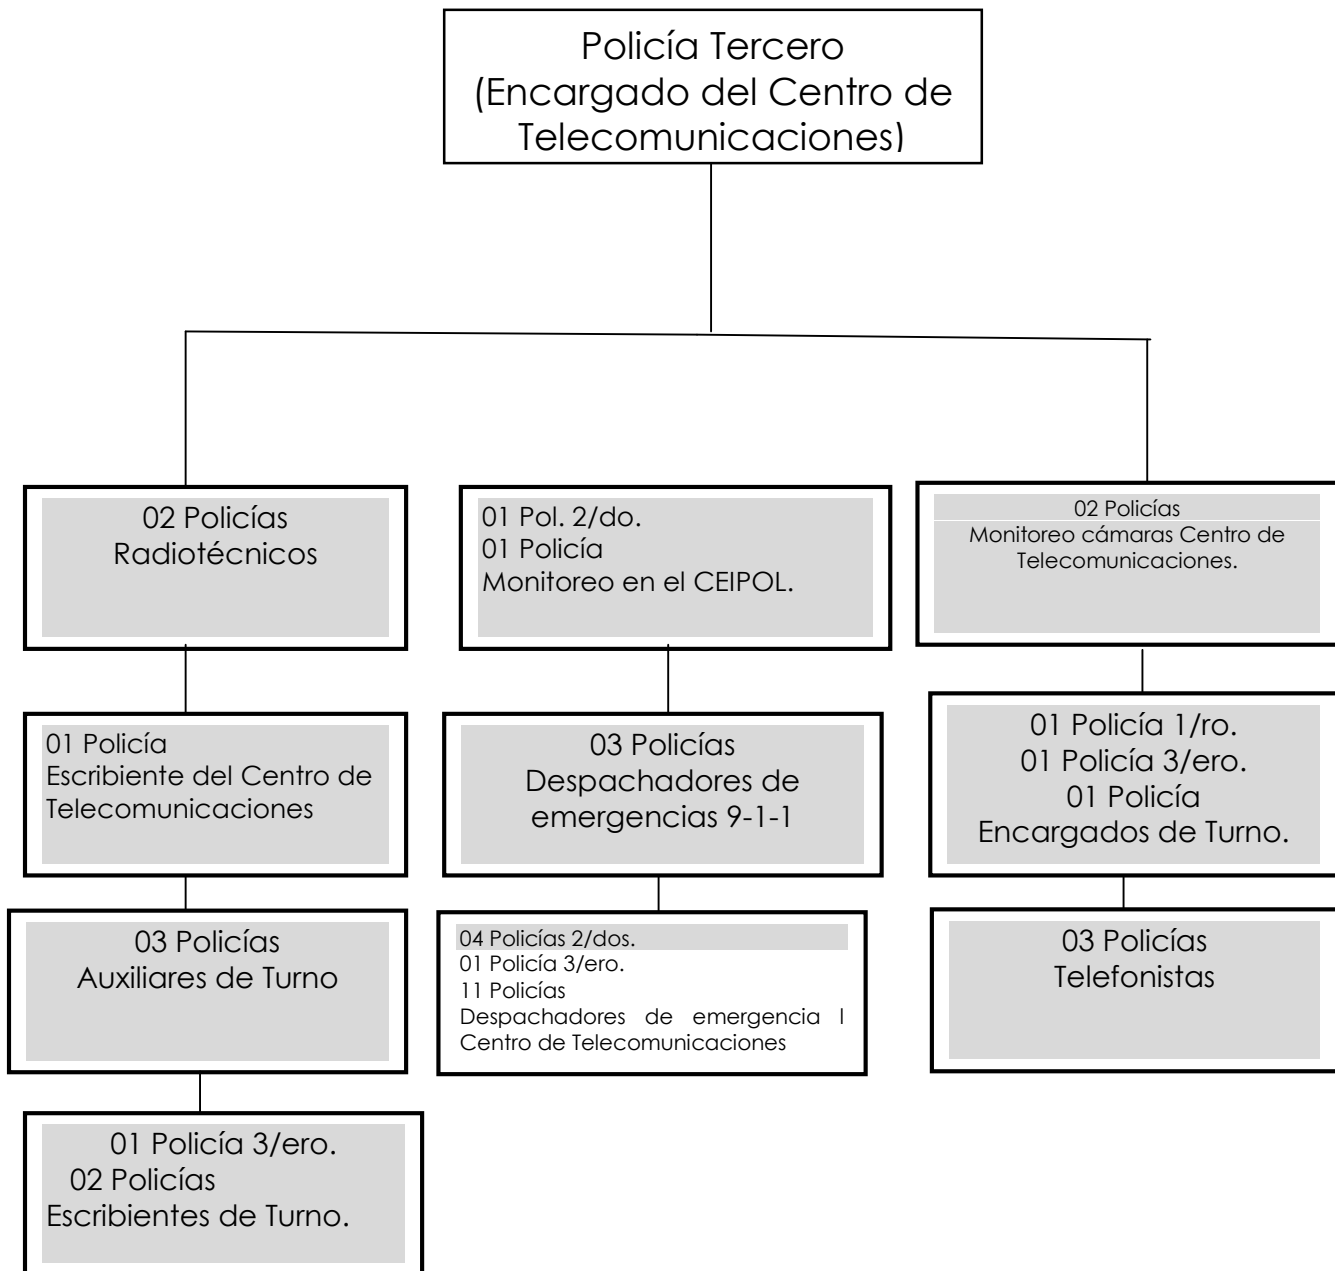 Policía Tercero
(Encargado del Centro de
Telecomunicaciones)
02 Policías
Radiotécnicos
01 Pol. 2/do.
01 Policía
Monitoreo en el CEIPOL.
02 Policías
Monitoreo cámaras Centro de
Telecomunicaciones.
01 Policía
Escribiente del Centro de
Telecomunicaciones
03 Policías
Despachadores de
emergencias 9-1-1
01 Policía 1/ro.
01 Policía 3/ero.
01 Policía
Encargados de Turno.
03 Policías
Auxiliares de Turno
04 Policías 2/dos.
01 Policía 3/ero.
11 Policías
Despachadores de emergencia l
Centro de Telecomunicaciones
03 Policías
Telefonistas
01 Policía 3/ero.
02 Policías
Escribientes de Turno.